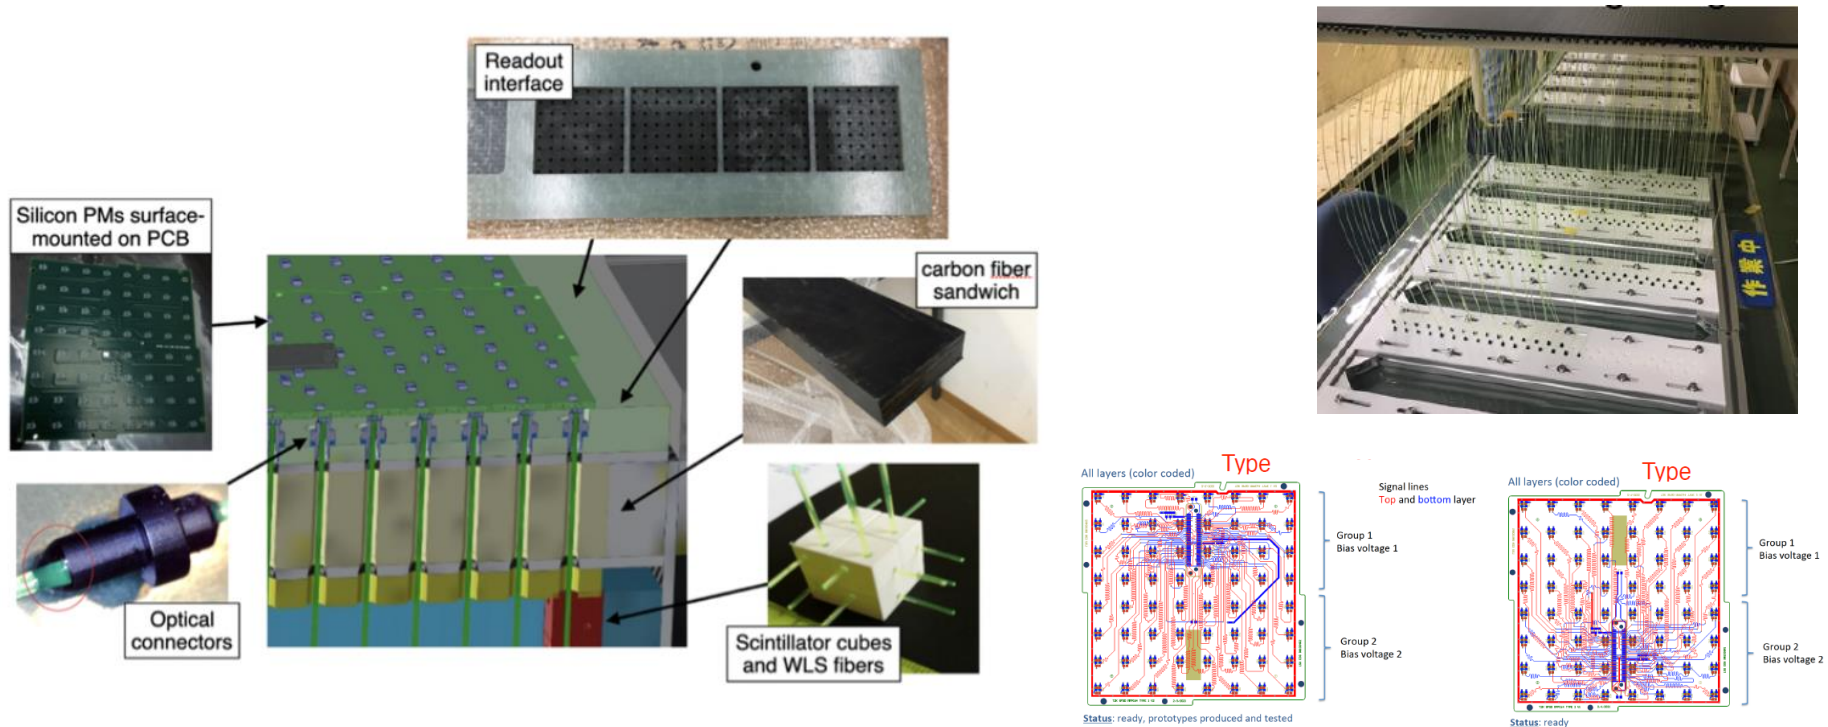 Readout
interface
Silicon PMs surface-
mounted on PCB
carbon fiber
sandwich
Optical
connectors
Scintillator cubes
and WLS fibers
作業中
All layers (color coded)
Type
Signal lines
Top and bottom layer
Group 1
Bias voltage 1
Group 2
Bias voltage 2
Status: ready, prototypes produced and tested
All layers (color coded)
Type
Group 1
Bias voltage 1
Group 2
Bias voltage 2
Status: ready